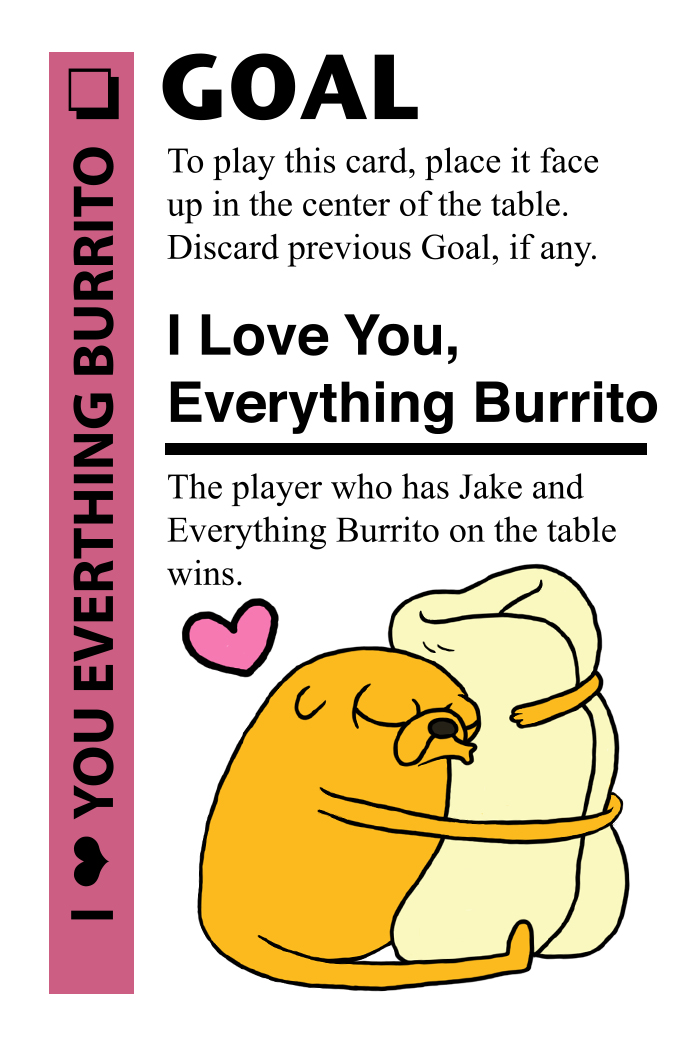 I ❤ YOU EVERTHING BURRITO
GOAL
To play this card, place it face
up in the center of the table.
Discard previous Goal, if any.
I Love You,
Everything Burrito
The player who has Jake and
Everything Burrito on the table
wins.